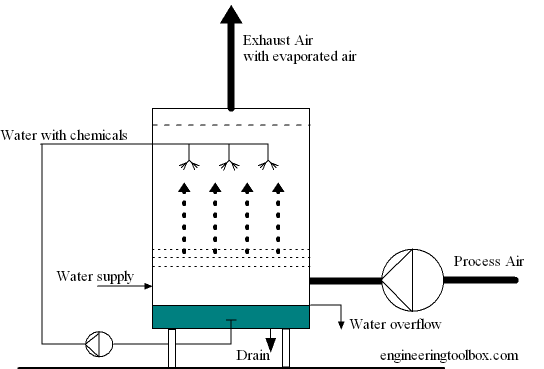 Exhaust Air
with evaporated air
Water with chemicals
Process Air
Water supply
Water overflow
Drain
engineeringtoolbox.com